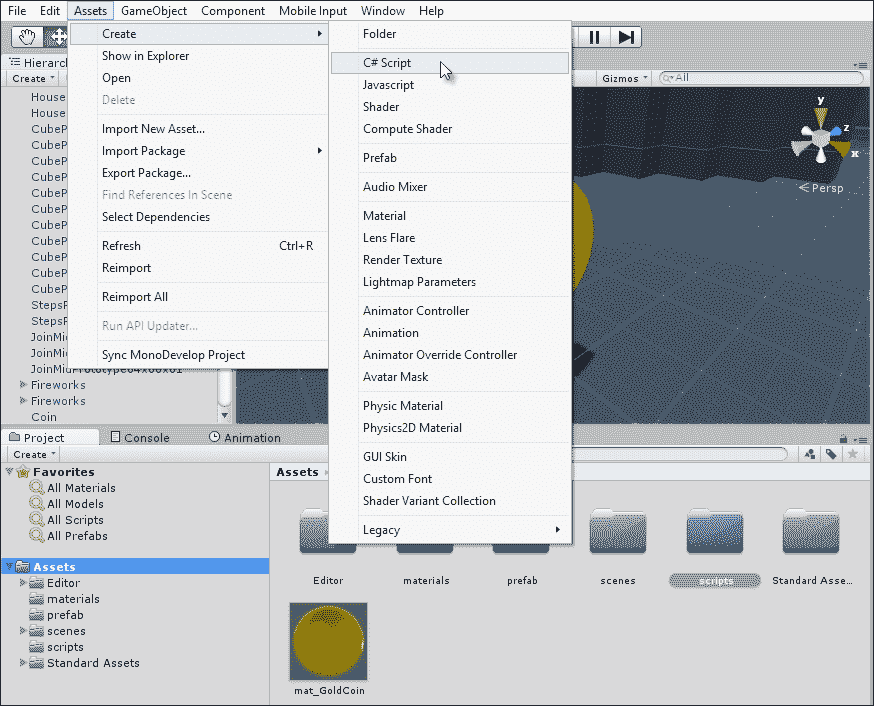 File Edit Assets GameObject Component Mobile Input Window Help
Create
Show in Explorer
Open
Delete
Import New Asset...
Import Package
Export Package...
Find References In Scene
Select Dependencies
Refresh Ctrl+R
Reimport
Reimport All
Run API Updater...
Sync MonoDevelop Project
Folder
C# Script
Javascript
Shader
Compute Shader
Prefab
Audio Mixer
Material
Lens Flare
Render Texture
Lightmap Parameters
Animator Controller
Animation
Animator Override Controller
Avatar Mask
Physic Material
Physics2D Material
GUI Skin
Custom Font
Shader Variant Collection
Legacy
Gizmos All
y
z
x
Persp
Hierarch
Create
House
House
CubeP
CubeP
CubeP
CubeP
CubeP
CubeP
CubeP
CubeP
CubeP
CubeP
CubeP
StepsP
StepsP
JoinMid
Fireworks
Fireworks
Coin
Project Console Animation
Create
Favorites
All Materials
All Models
All Scripts
All Prefabs
Assets
Editor
materials
prefab
scenes
scripts
Standard Assets
Assets
Editor materials prefab scenes scripts Standard Asse...
mat_GoldCoin